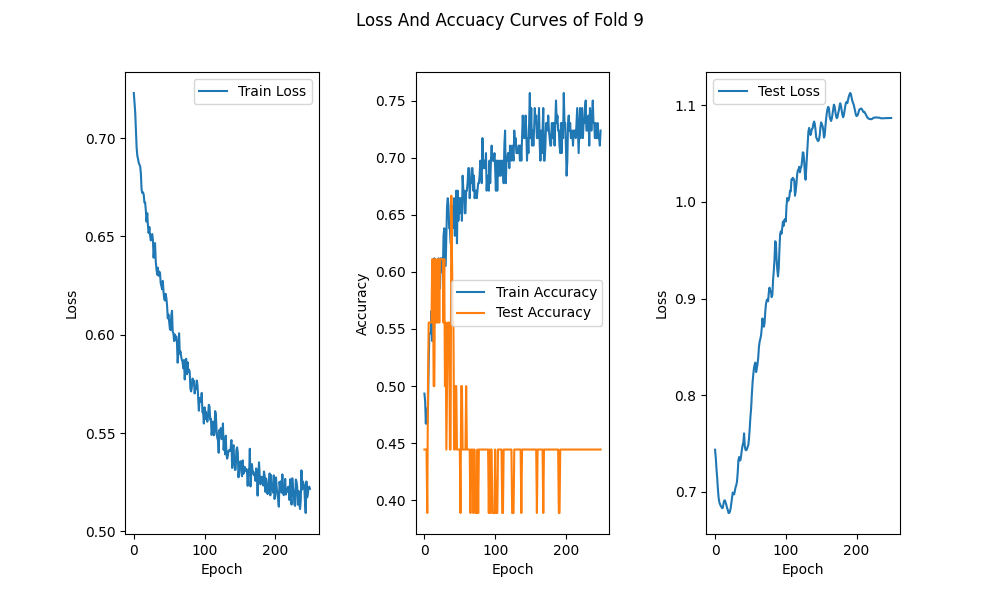 Loss And Accuacy Curves of Fold 9
Train Loss
Loss
0.70
0.65
0.60
0.55
0.50
0
100
200
Epoch
Train Accuracy
Test Accuracy
Accuracy
0.75
0.70
0.65
0.60
0.55
0.50
0.45
0.40
0
100
200
Epoch
Test Loss
Loss
1.1
1.0
0.9
0.8
0.7
0
100
200
Epoch